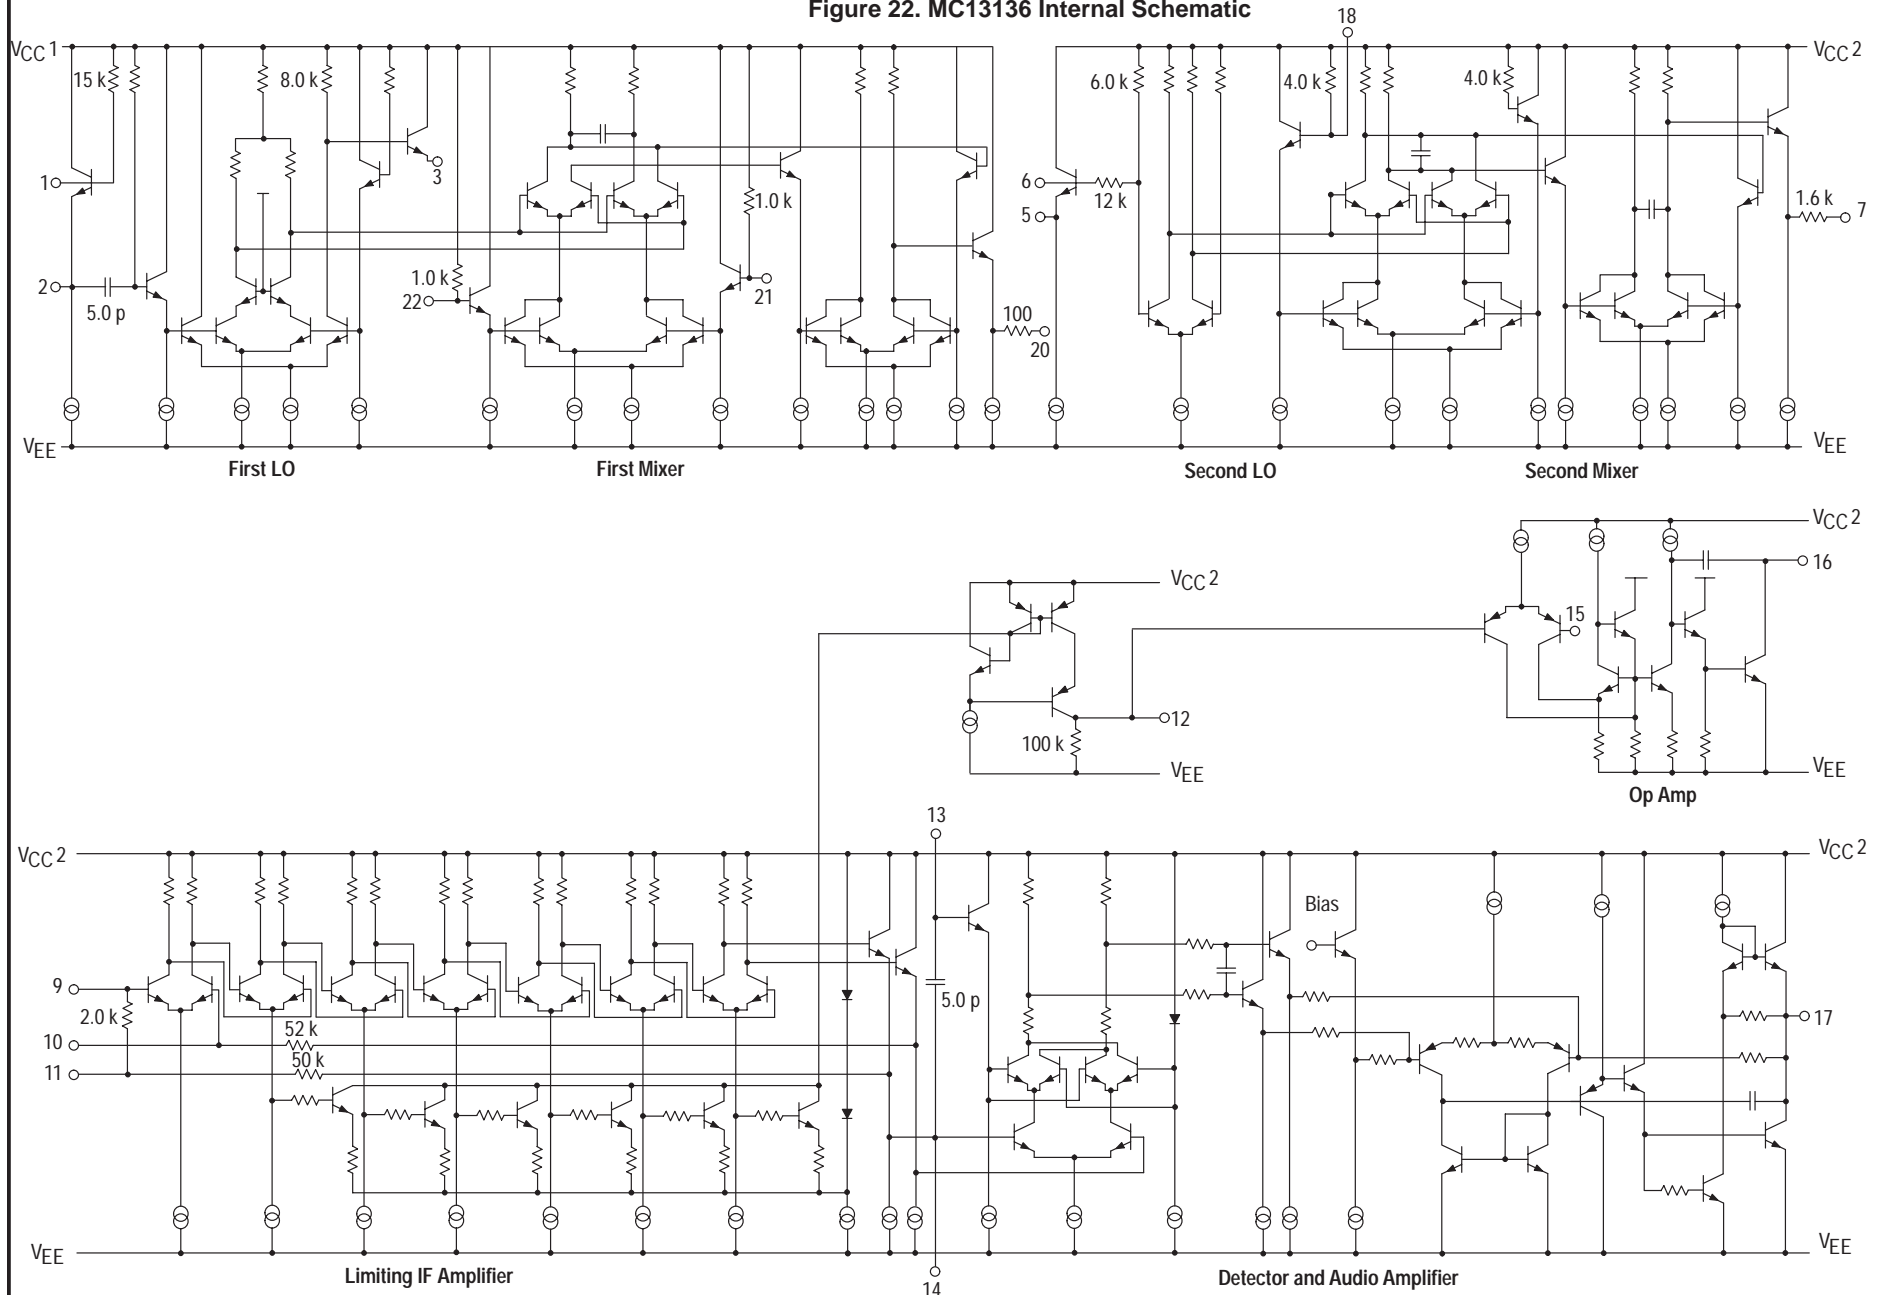 Figure 22. MC13136 Internal Schematic
18
VCC 1
15 k
8.0 k
1
3
1.0 k
2
5.0 p
1.0 k
22
21
100
20
VEE
First LO
First Mixer
6.0 k
4.0 k
4.0 k
VCC 2
6
12 k
5
1.6 k
7
VEE
Second LO
Second Mixer
VCC 2
16
15
VCC 2
12
100 k
VEE
VEE
Op Amp
13
VCC 2
VCC 2
Bias
9
2.0 k
5.0 p
52 k
10
50 k
11
17
VEE
VEE
Limiting IF Amplifier
14
Detector and Audio Amplifier